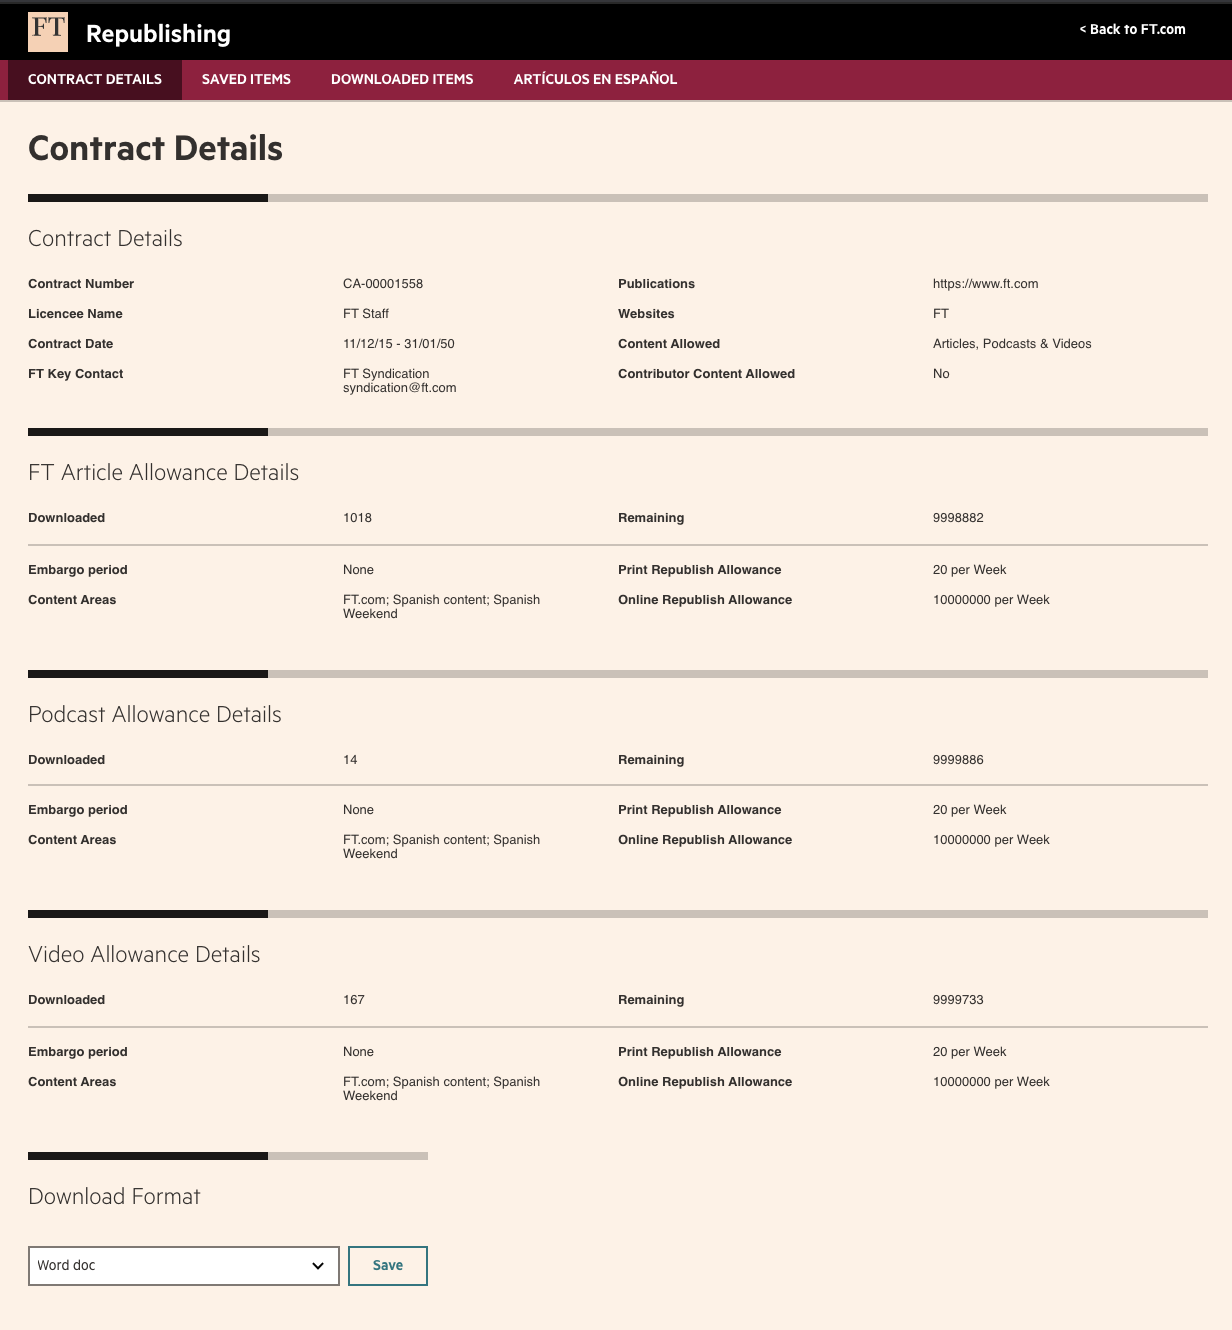 FT
Republishing
< Back to FT.com
CONTRACT DETAILS SAVED ITEMS DOWNLOADED ITEMS ARTÍCULOS EN ESPAÑOL
Contract Details
Contract Details
Contract Number CA-00001558 Publications https://www.ft.com
Licencee Name FT Staff Websites FT
Contract Date 11/12/15 - 31/01/50 Content Allowed Articles, Podcasts & Videos
FT Key Contact FT Syndication Contributor Content Allowed No
syndication@ft.com
FT Article Allowance Details
Downloaded 1018 Remaining 9998882
Embargo period None Print Republish Allowance 20 per Week
Content Areas FT.com; Spanish content; Spanish Online Republish Allowance 10000000 per Week
Weekend
Podcast Allowance Details
Downloaded 14 Remaining 9999886
Embargo period None Print Republish Allowance 20 per Week
Content Areas FT.com; Spanish content; Spanish Online Republish Allowance 10000000 per Week
Weekend
Video Allowance Details
Downloaded 167 Remaining 9999733
Embargo period None Print Republish Allowance 20 per Week
Content Areas FT.com; Spanish content; Spanish Online Republish Allowance 10000000 per Week
Weekend
Download Format
Word doc Save